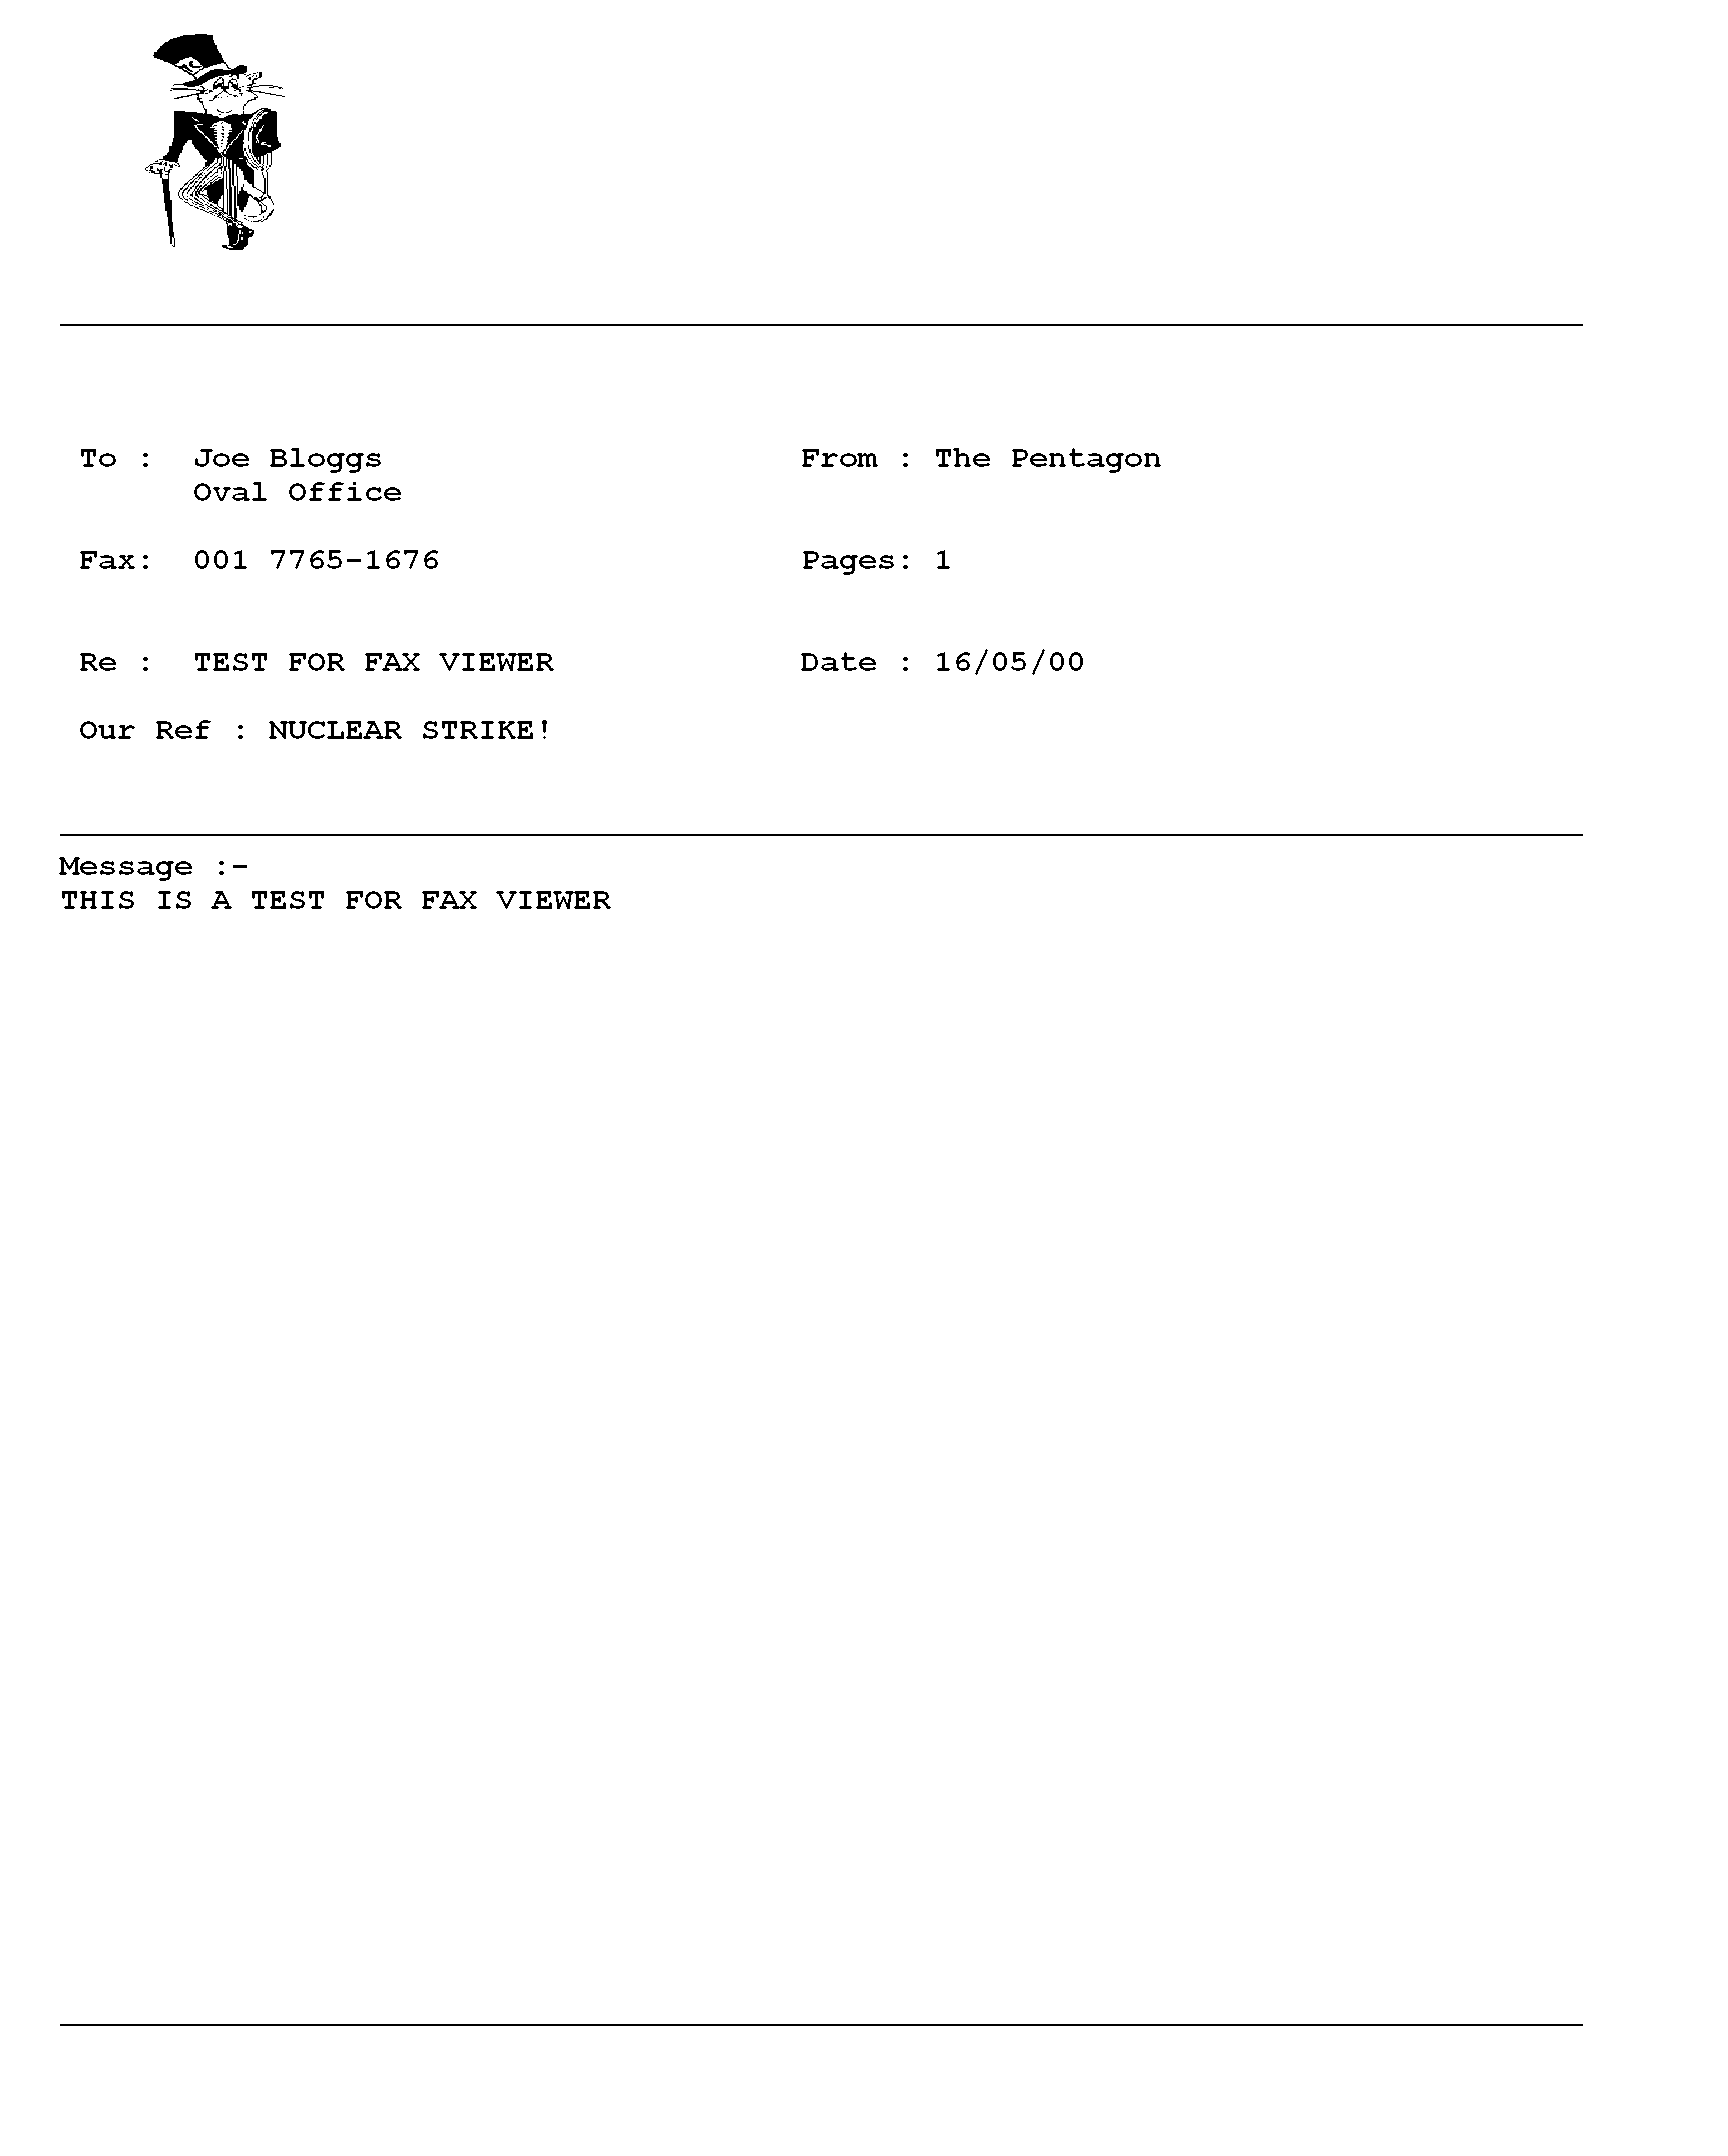 To :  Joe Bloggs From : The Pentagon
Oval Office
Fax:  001 7765-1676 Pages: 1
Re :  TEST FOR FAX VIEWER Date : 16/05/00
Our Ref : NUCLEAR STRIKE!
Message :-
THIS IS A TEST FOR FAX VIEWER